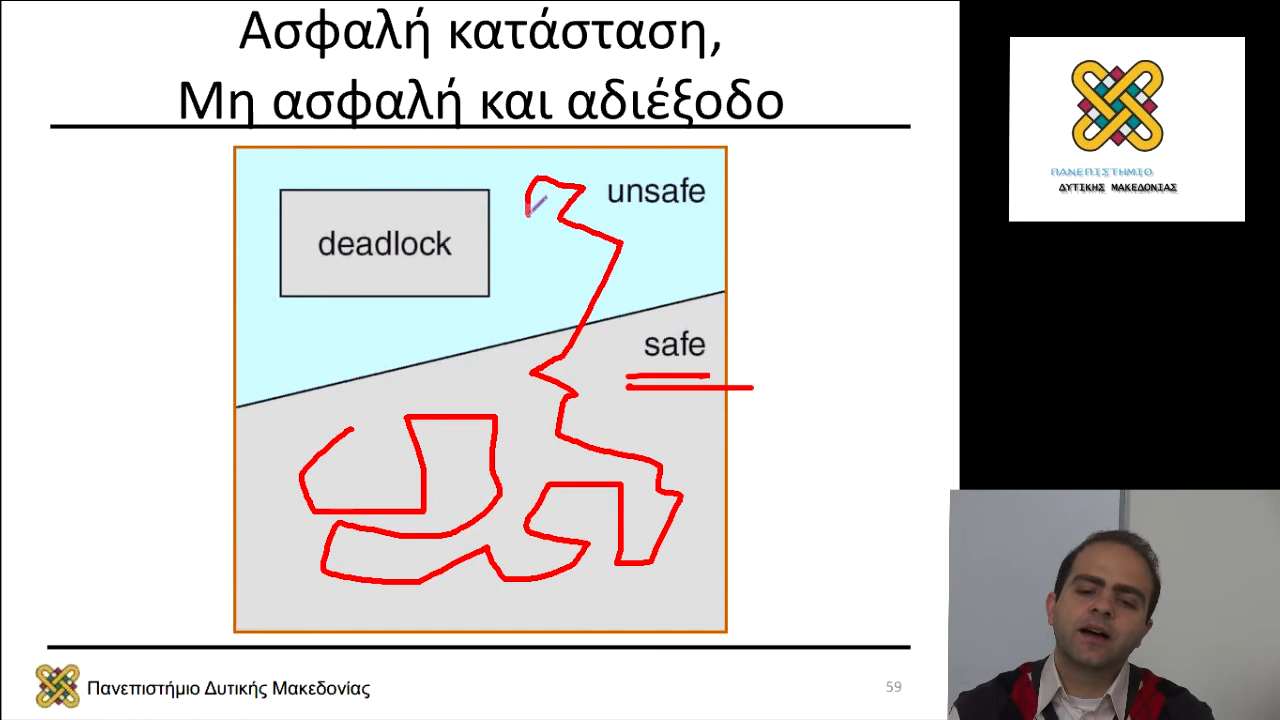 Ασφαλή κατάσταση,
Μη ασφαλή και αδιέξοδο
unsafe
deadlock
safe
Πανεπιστήμιο Δυτικής Μακεδονίας
59
ΠΑΝΕΠΙΣΤΗΜΙΟ
ΔΥΤΙΚΗΣ ΜΑΚΕΔΟΝΙΑΣ